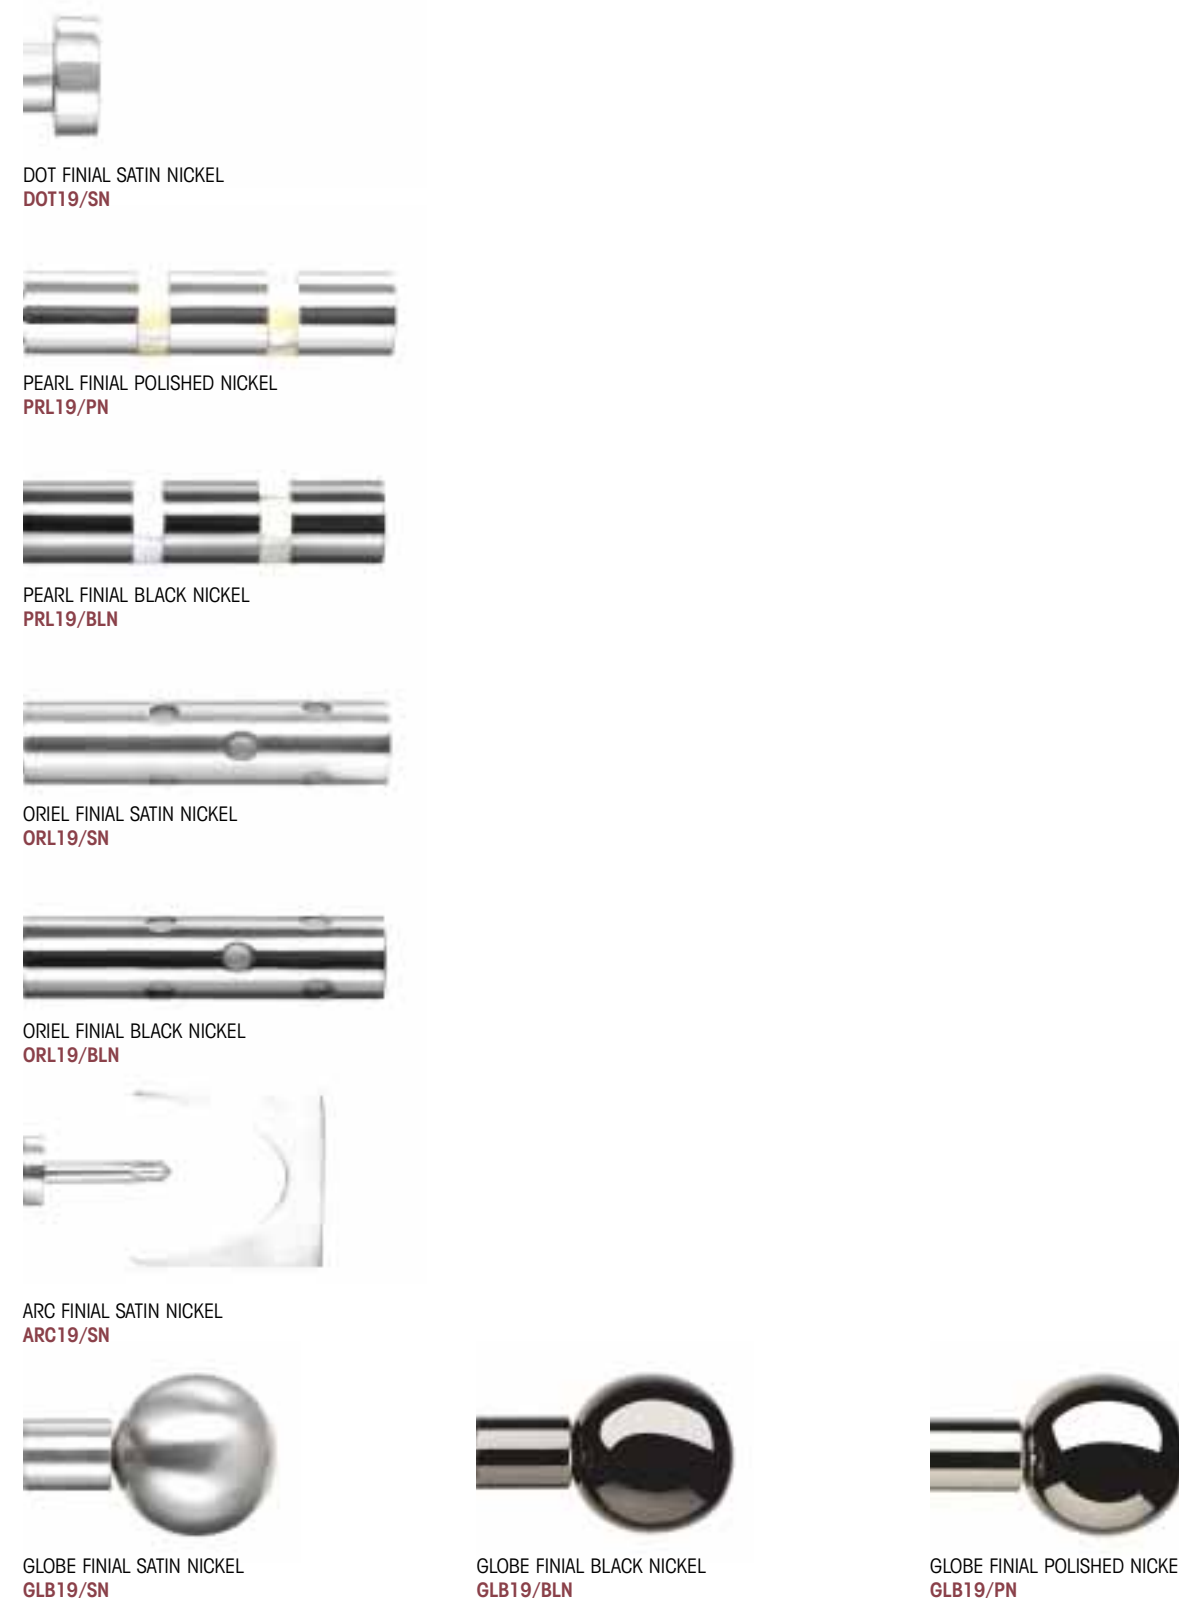 DOT FINIAL SATIN NICKEL
DOT19/SN
PEARL FINIAL POLISHED NICKEL
PRL19/PN
PEARL FINIAL BLACK NICKEL
PRL19/BLN
ORIEL FINIAL SATIN NICKEL
ORL19/SN
ORIEL FINIAL BLACK NICKEL
ORL19/BLN
ARC FINIAL SATIN NICKEL
ARC19/SN
GLOBE FINIAL SATIN NICKEL
GLB19/SN
GLOBE FINIAL BLACK NICKEL
GLB19/BLN
GLOBE FINIAL POLISHED NICKE
GLB19/PN